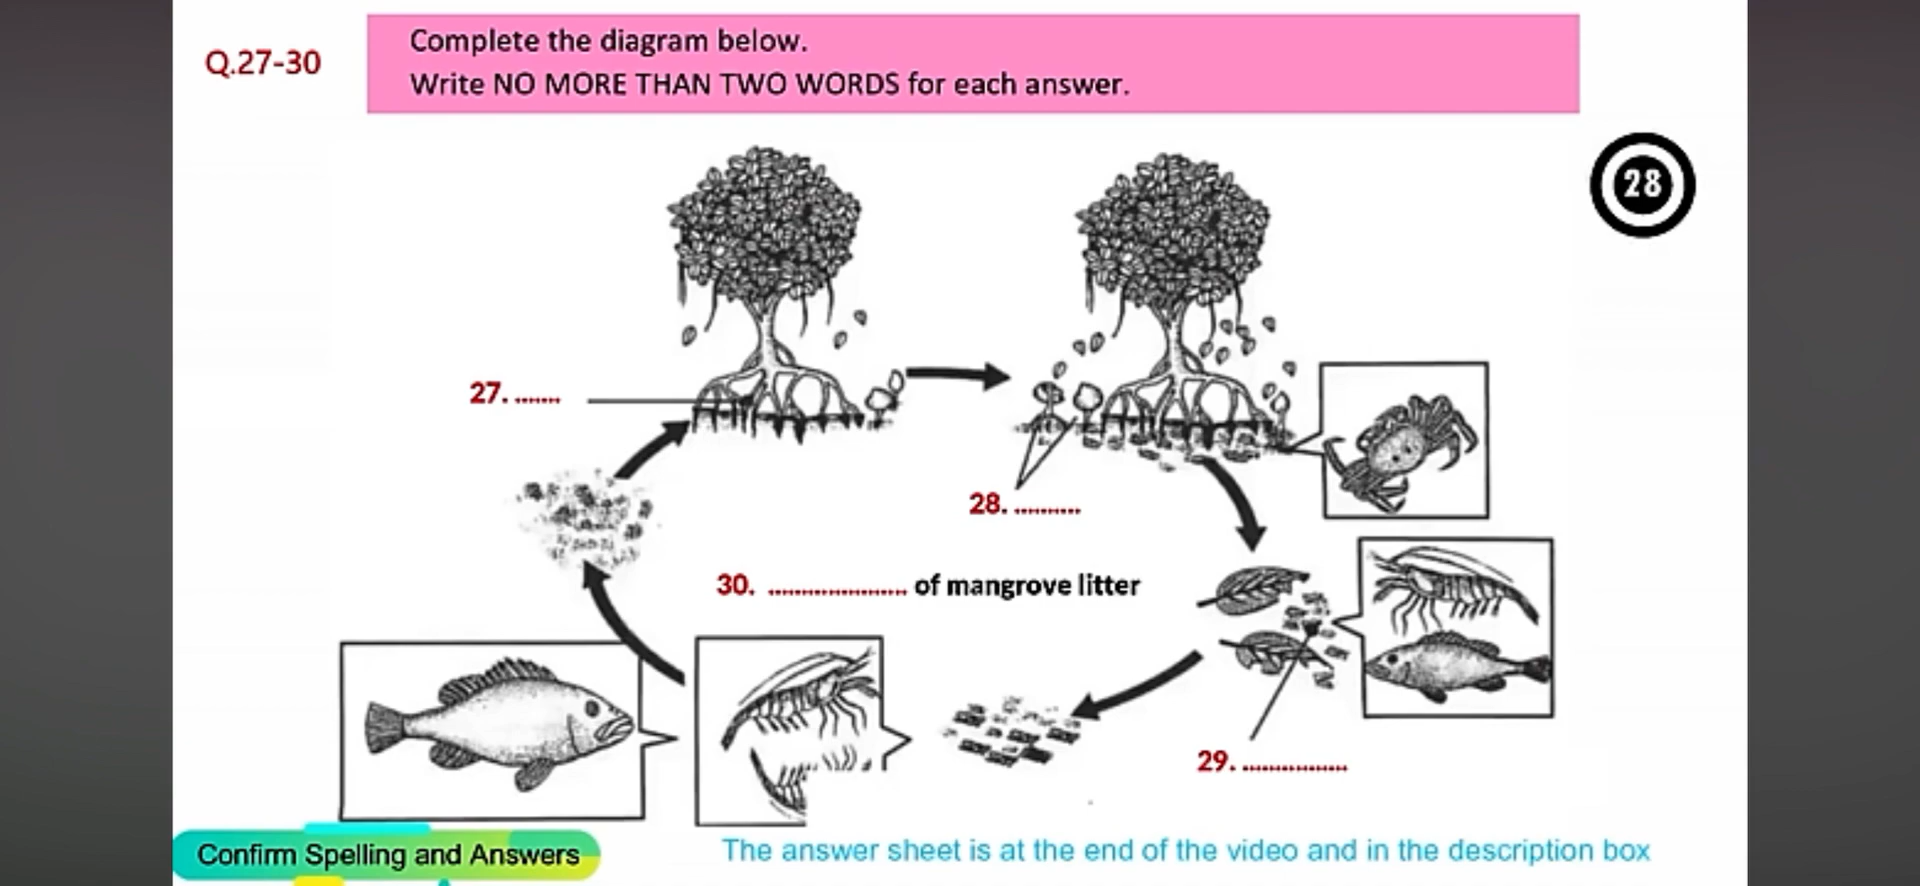 Q.27-30
Complete the diagram below.
Write NO MORE THAN TWO WORDS for each answer.
28
27. .......
28. ..........
30. ..................... of mangrove litter
29. ................
Confirm Spelling and Answers
The answer sheet is at the end of the video and in the description box